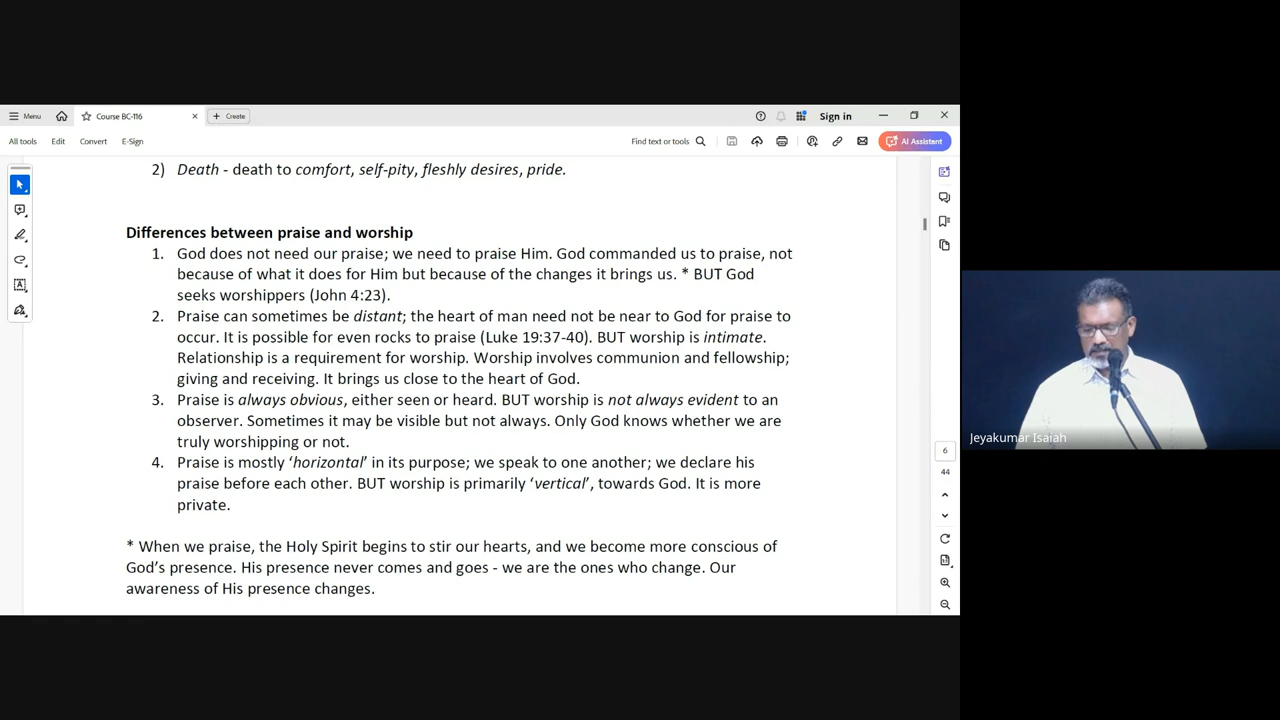 Menu
Course BC-116
Create
Sign in
All tools
Edit
Convert
E-Sign
Find text or tools
AI Assistant
2) Death - death to comfort, self-pity, fleshly desires, pride.
Differences between praise and worship
1. God does not need our praise; we need to praise Him. God commanded us to praise, not
because of what it does for Him but because of the changes it brings us. * BUT God
seeks worshippers (John 4:23).
2. Praise can sometimes be distant; the heart of man need not be near to God for praise to
occur. It is possible for even rocks to praise (Luke 19:37-40). BUT worship is intimate.
Relationship is a requirement for worship. Worship involves communion and fellowship;
giving and receiving. It brings us close to the heart of God.
3. Praise is always obvious, either seen or heard. BUT worship is not always evident to an
observer. Sometimes it may be visible but not always. Only God knows whether we are
truly worshipping or not.
4. Praise is mostly ‘horizontal’ in its purpose; we speak to one another; we declare his
praise before each other. BUT worship is primarily ‘vertical’, towards God. It is more
private.
* When we praise, the Holy Spirit begins to stir our hearts, and we become more conscious of
God’s presence. His presence never comes and goes - we are the ones who change. Our
awareness of His presence changes.
6
44
Jeyakumar Isaiah